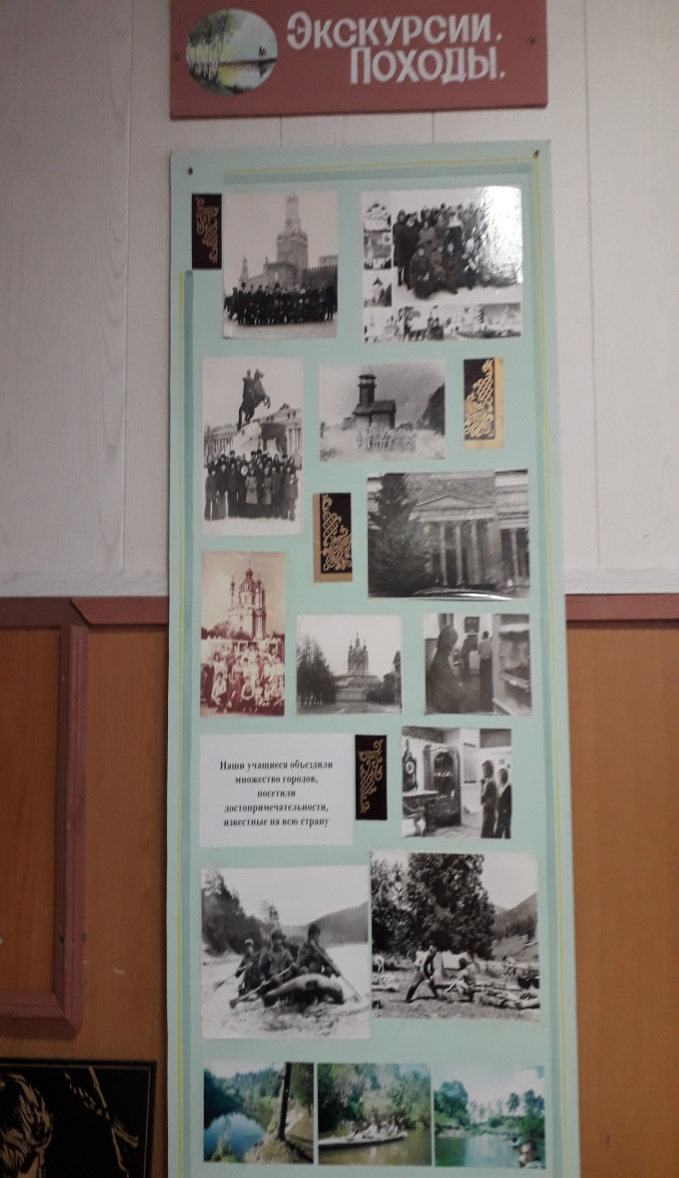 Экскурсии.
Походы.
Наши учащиеся объездили
множество городов,
посетили
достопримечательности,
известные на всю страну